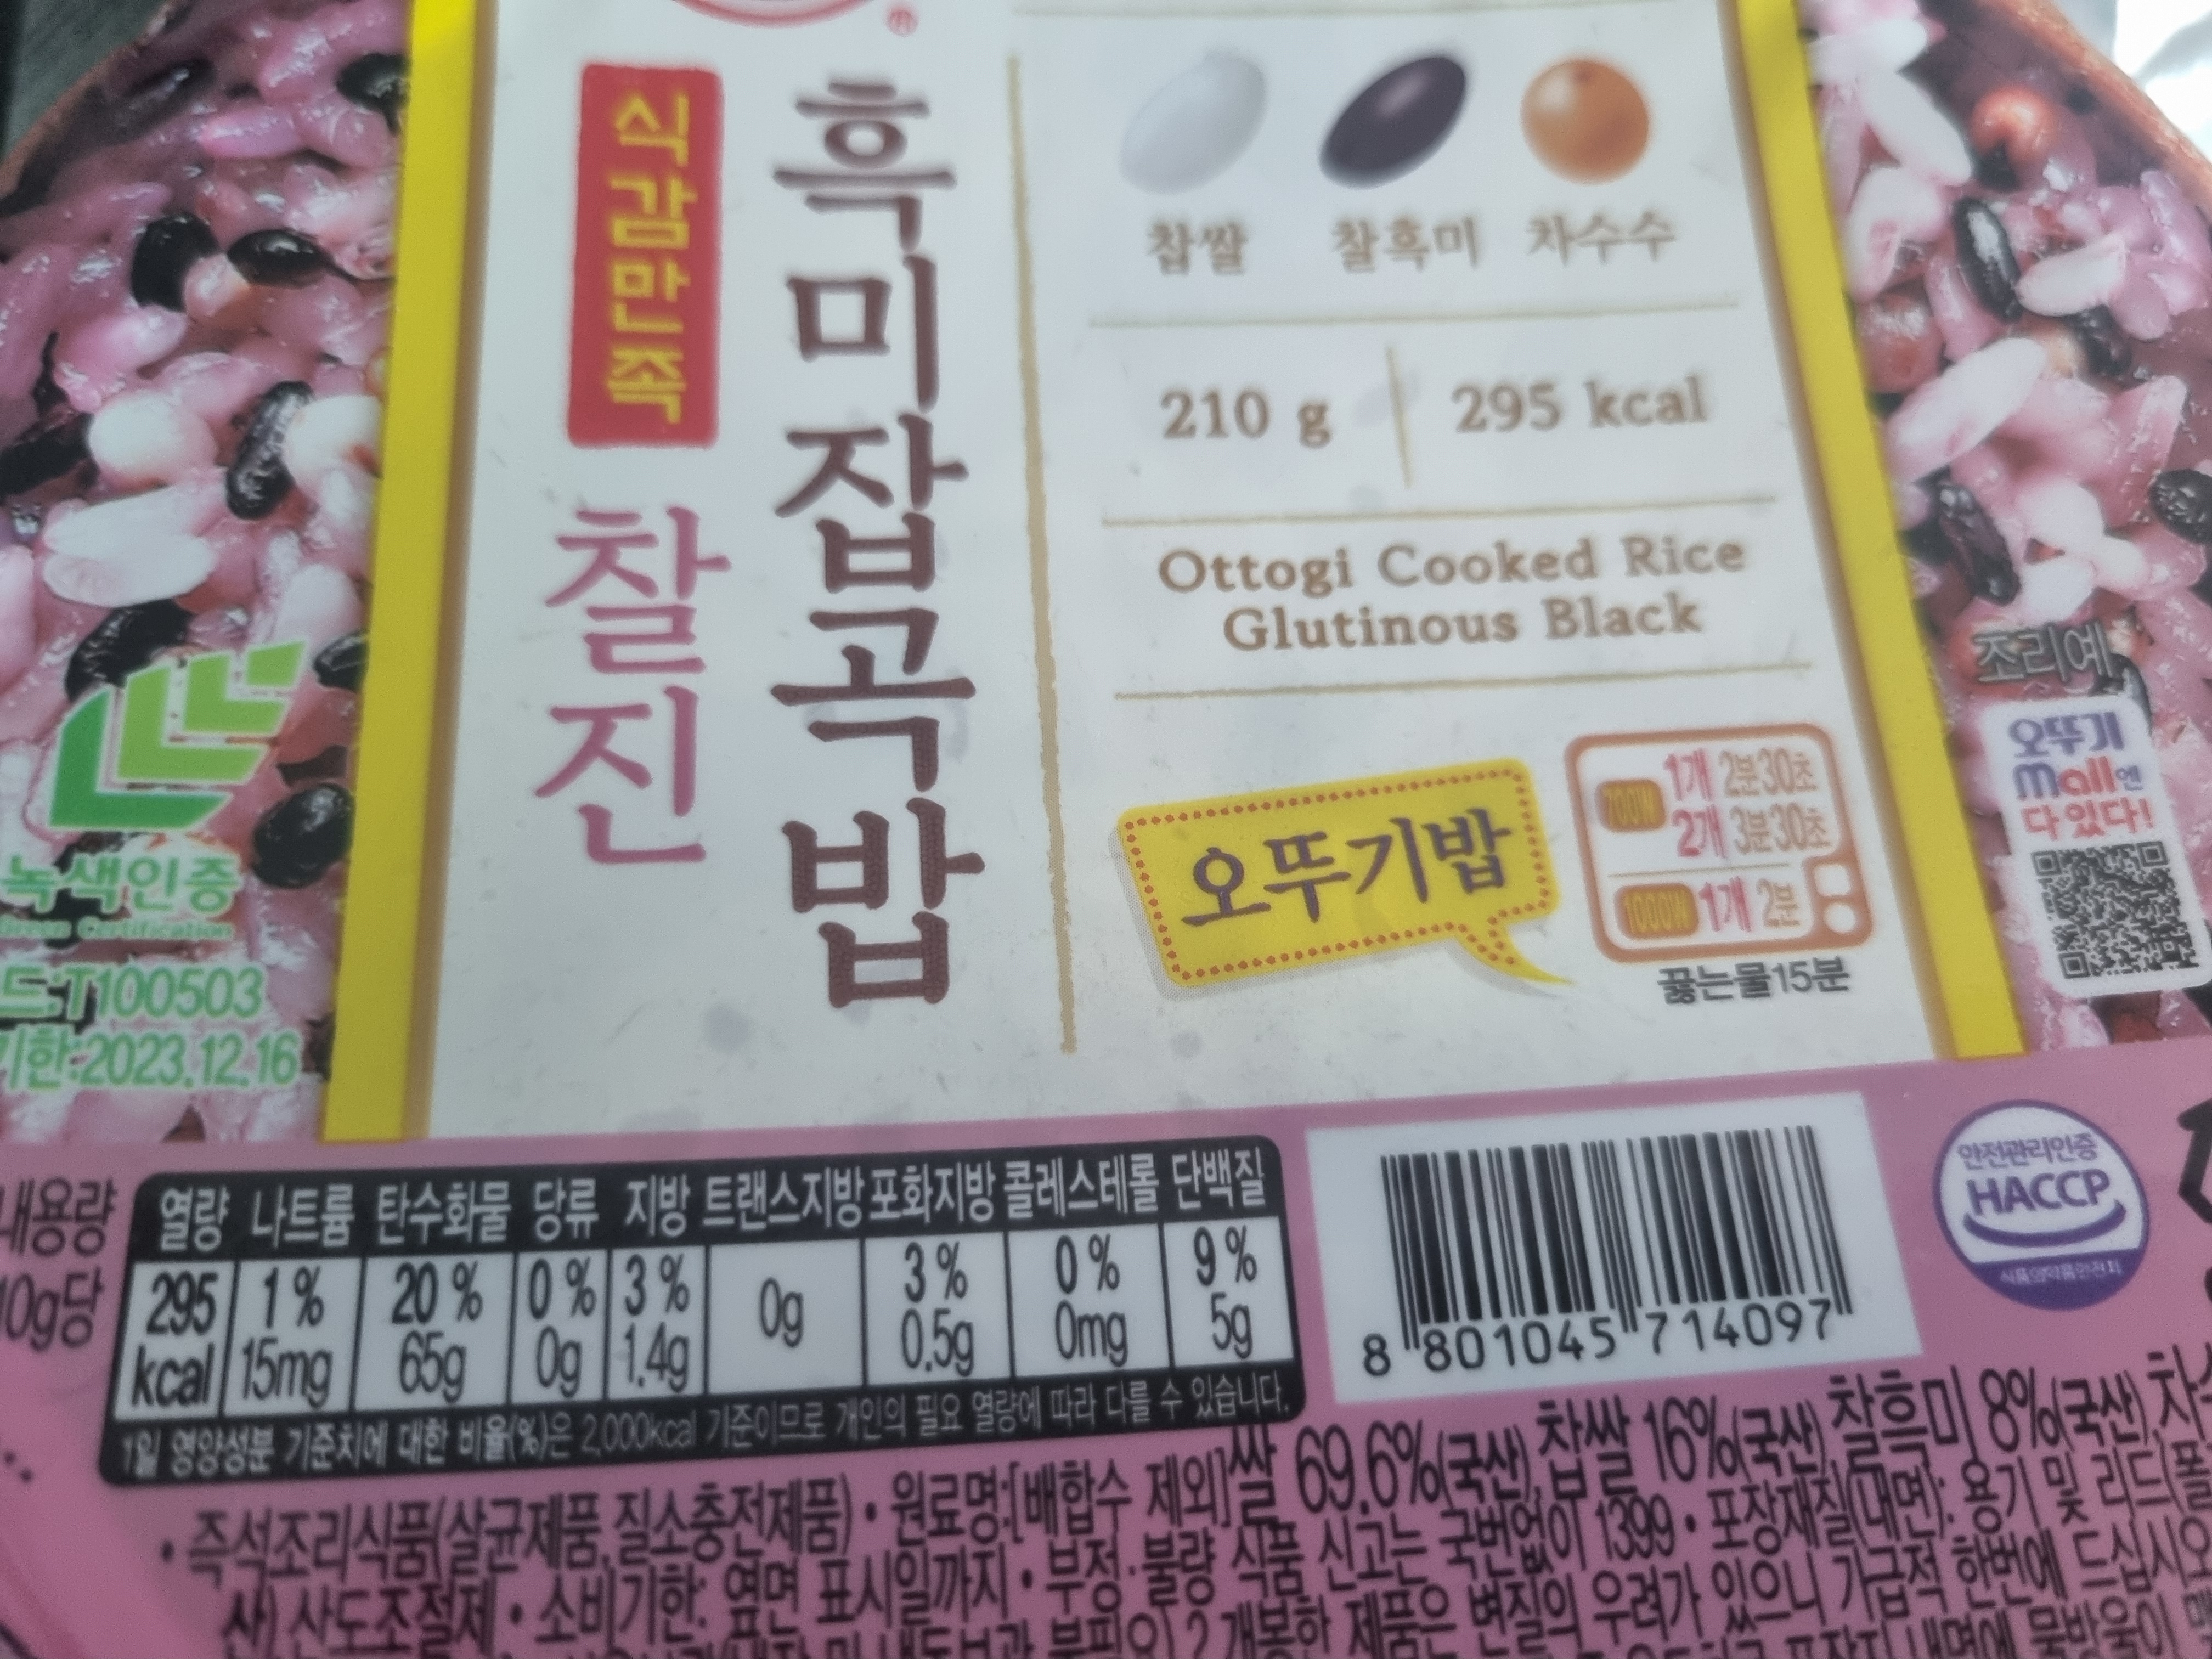 식감만족
찰진
흑미잡곡밥
찹쌀 찰흑미 차수수
210 g 295 kcal
Ottogi Cooked Rice
Glutinous Black
오뚜기밥
700W 1개 2분30초
2개 3분30초
1000W 1개 2분
끓는물15분
조리예
오뚜기
mall엔
다 있다!
녹색인증
Green Certification
드:T100503
기한:2023.12.16
내용량
10g당
열량 나트륨 탄수화물 당류 지방 트랜스지방 포화지방 콜레스테롤 단백질
295 1 % 20 % 0 % 3 % 0g 3 % 0 % 9 %
kcal 15mg 65g 0g 1.4g 0.5g 0mg 5g
1일 영양성분 기준치에 대한 비율(%)은 2,000kcal 기준이므로 개인의 필요 열량에 따라 다를 수 있습니다.
8 801045 714097
안전관리인증
HACCP
식품의약품안전처
• 즉석조리식품(살균제품,질소충전제품) • 원료명:[배합수 제외]쌀 69.6%(국산),찹쌀 16%(국산),찰흑미 8%(국산),차
산),산도조절제 • 소비기한: 옆면 표시일까지 • 부정·불량 식품 신고는 국번없이 1399 • 포장재질(내면): 용기 및 리드(폴
2.개봉한 제품은 변질의 우려가 있으니 가급적 한번에 드십시오